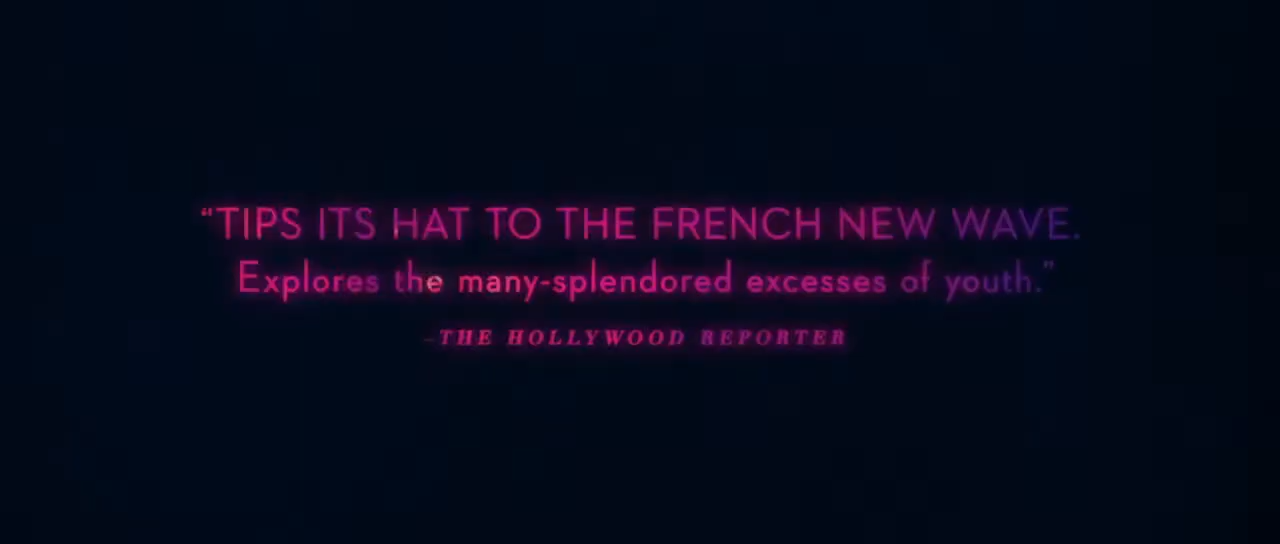 “TIPS ITS HAT TO THE FRENCH NEW WAVE.
Explores the many-splendored excesses of youth.”
–THE HOLLYWOOD REPORTER